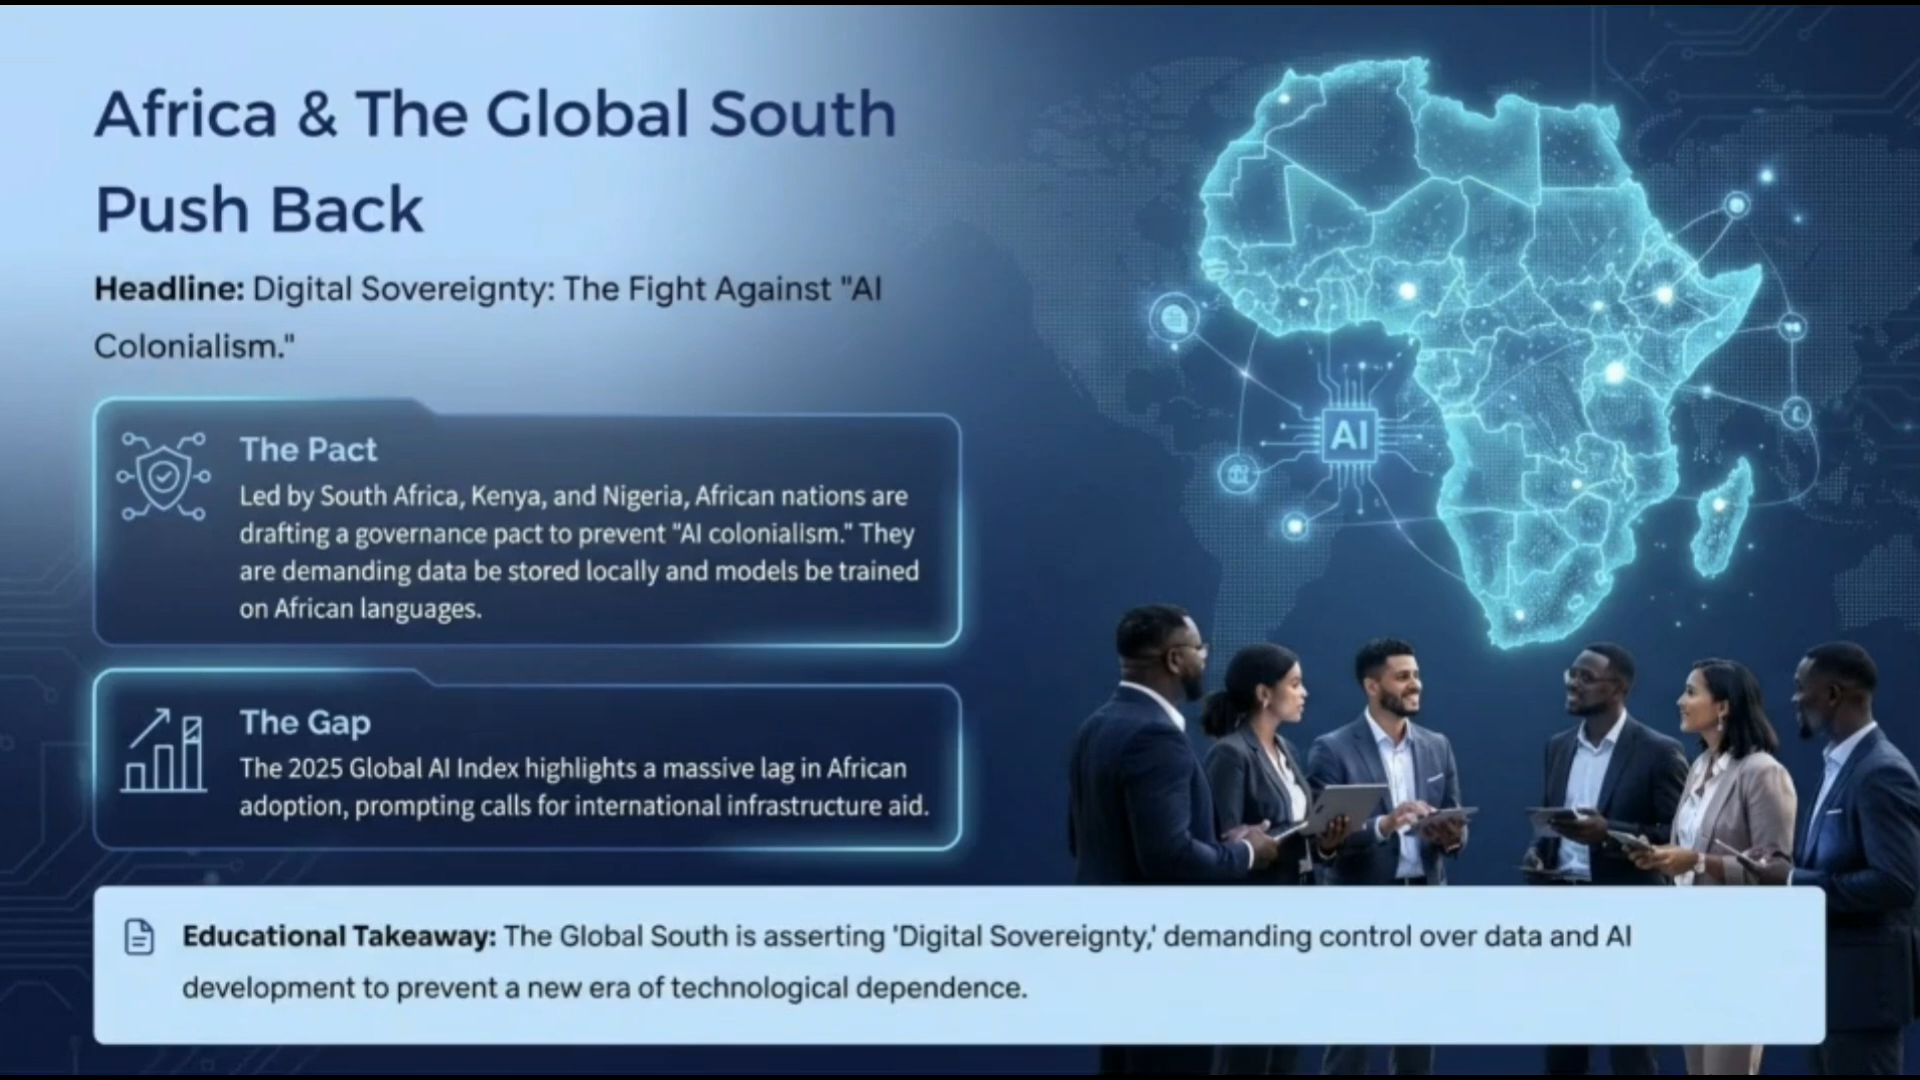 Africa & The Global South
Push Back
Headline: Digital Sovereignty: The Fight Against "AI
Colonialism."
The Pact
Led by South Africa, Kenya, and Nigeria, African nations are
drafting a governance pact to prevent "AI colonialism." They
are demanding data be stored locally and models be trained
on African languages.
The Gap
The 2025 Global AI Index highlights a massive lag in African
adoption, prompting calls for international infrastructure aid.
AI
Educational Takeaway: The Global South is asserting 'Digital Sovereignty,' demanding control over data and AI
development to prevent a new era of technological dependence.